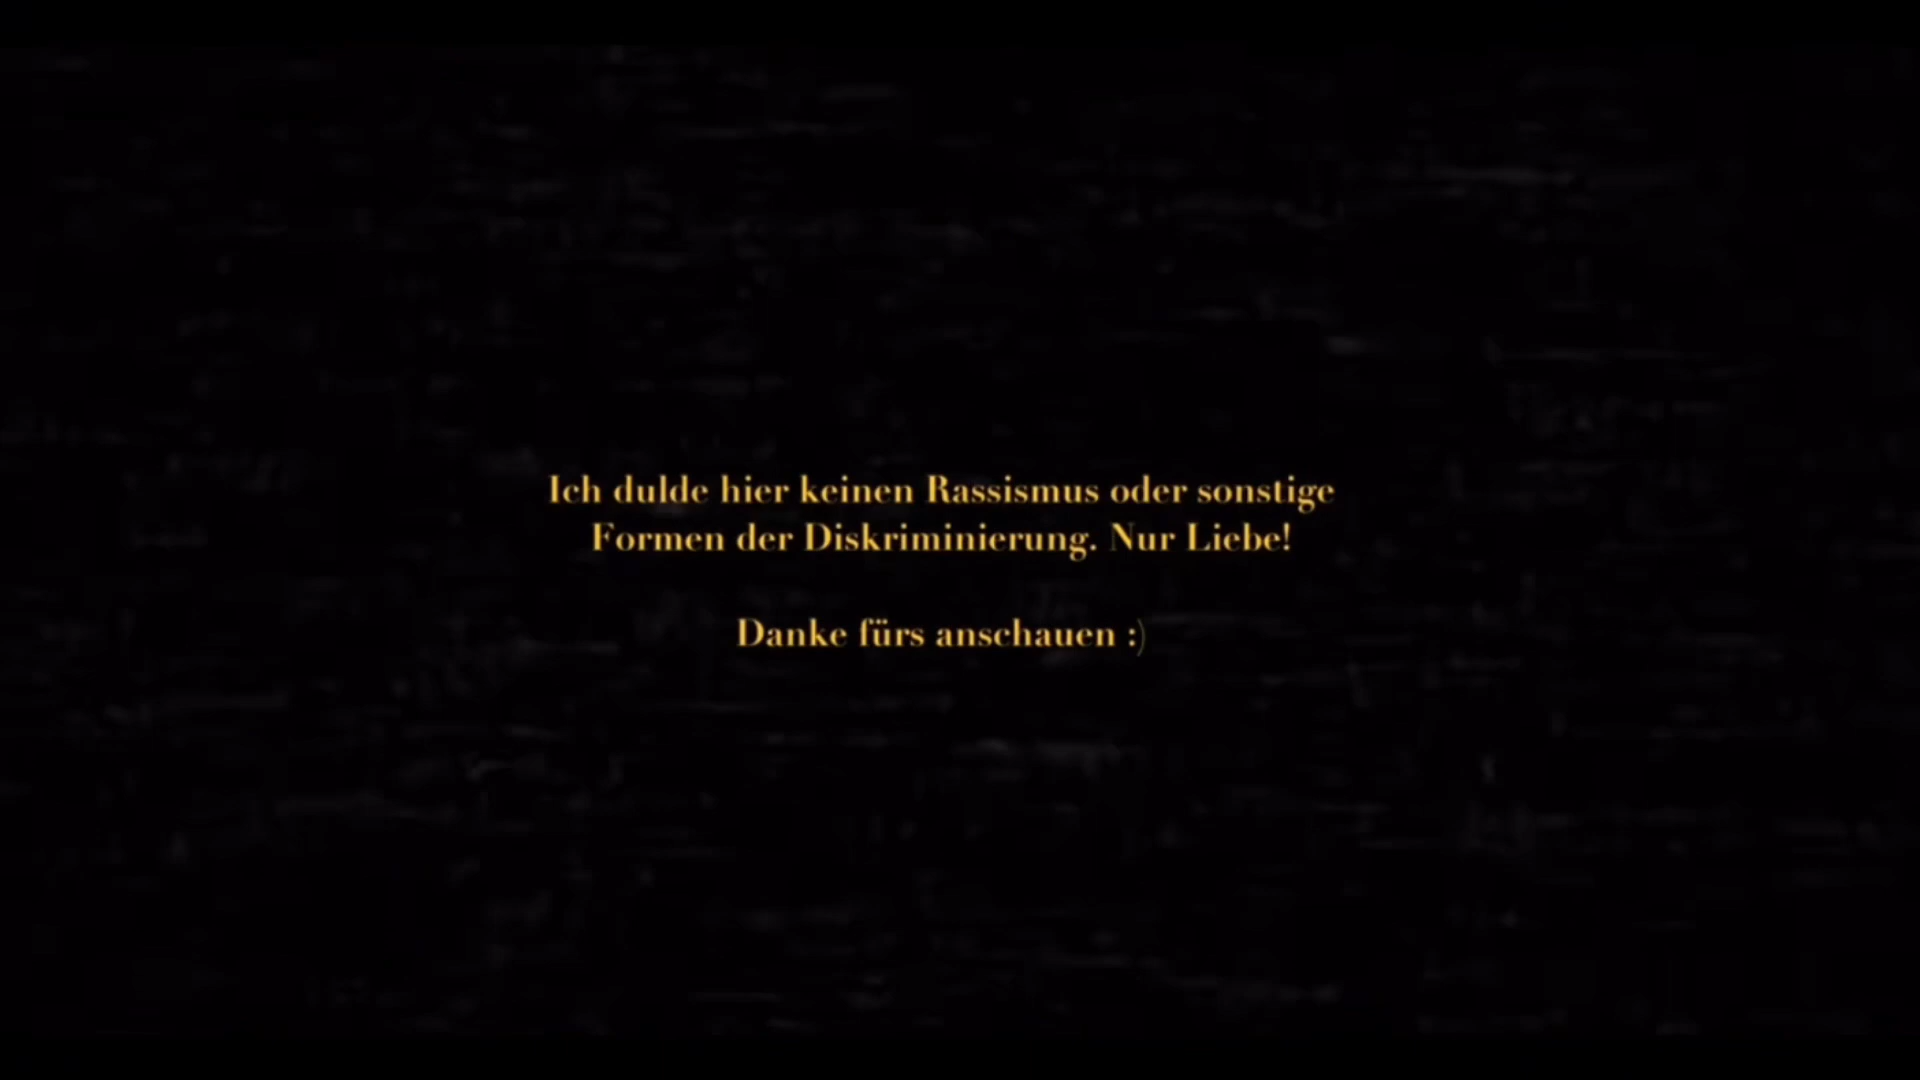 Ich dulde hier keinen Rassismus oder sonstige
Formen der Diskriminierung. Nur Liebe!
Danke fürs anschauen :)